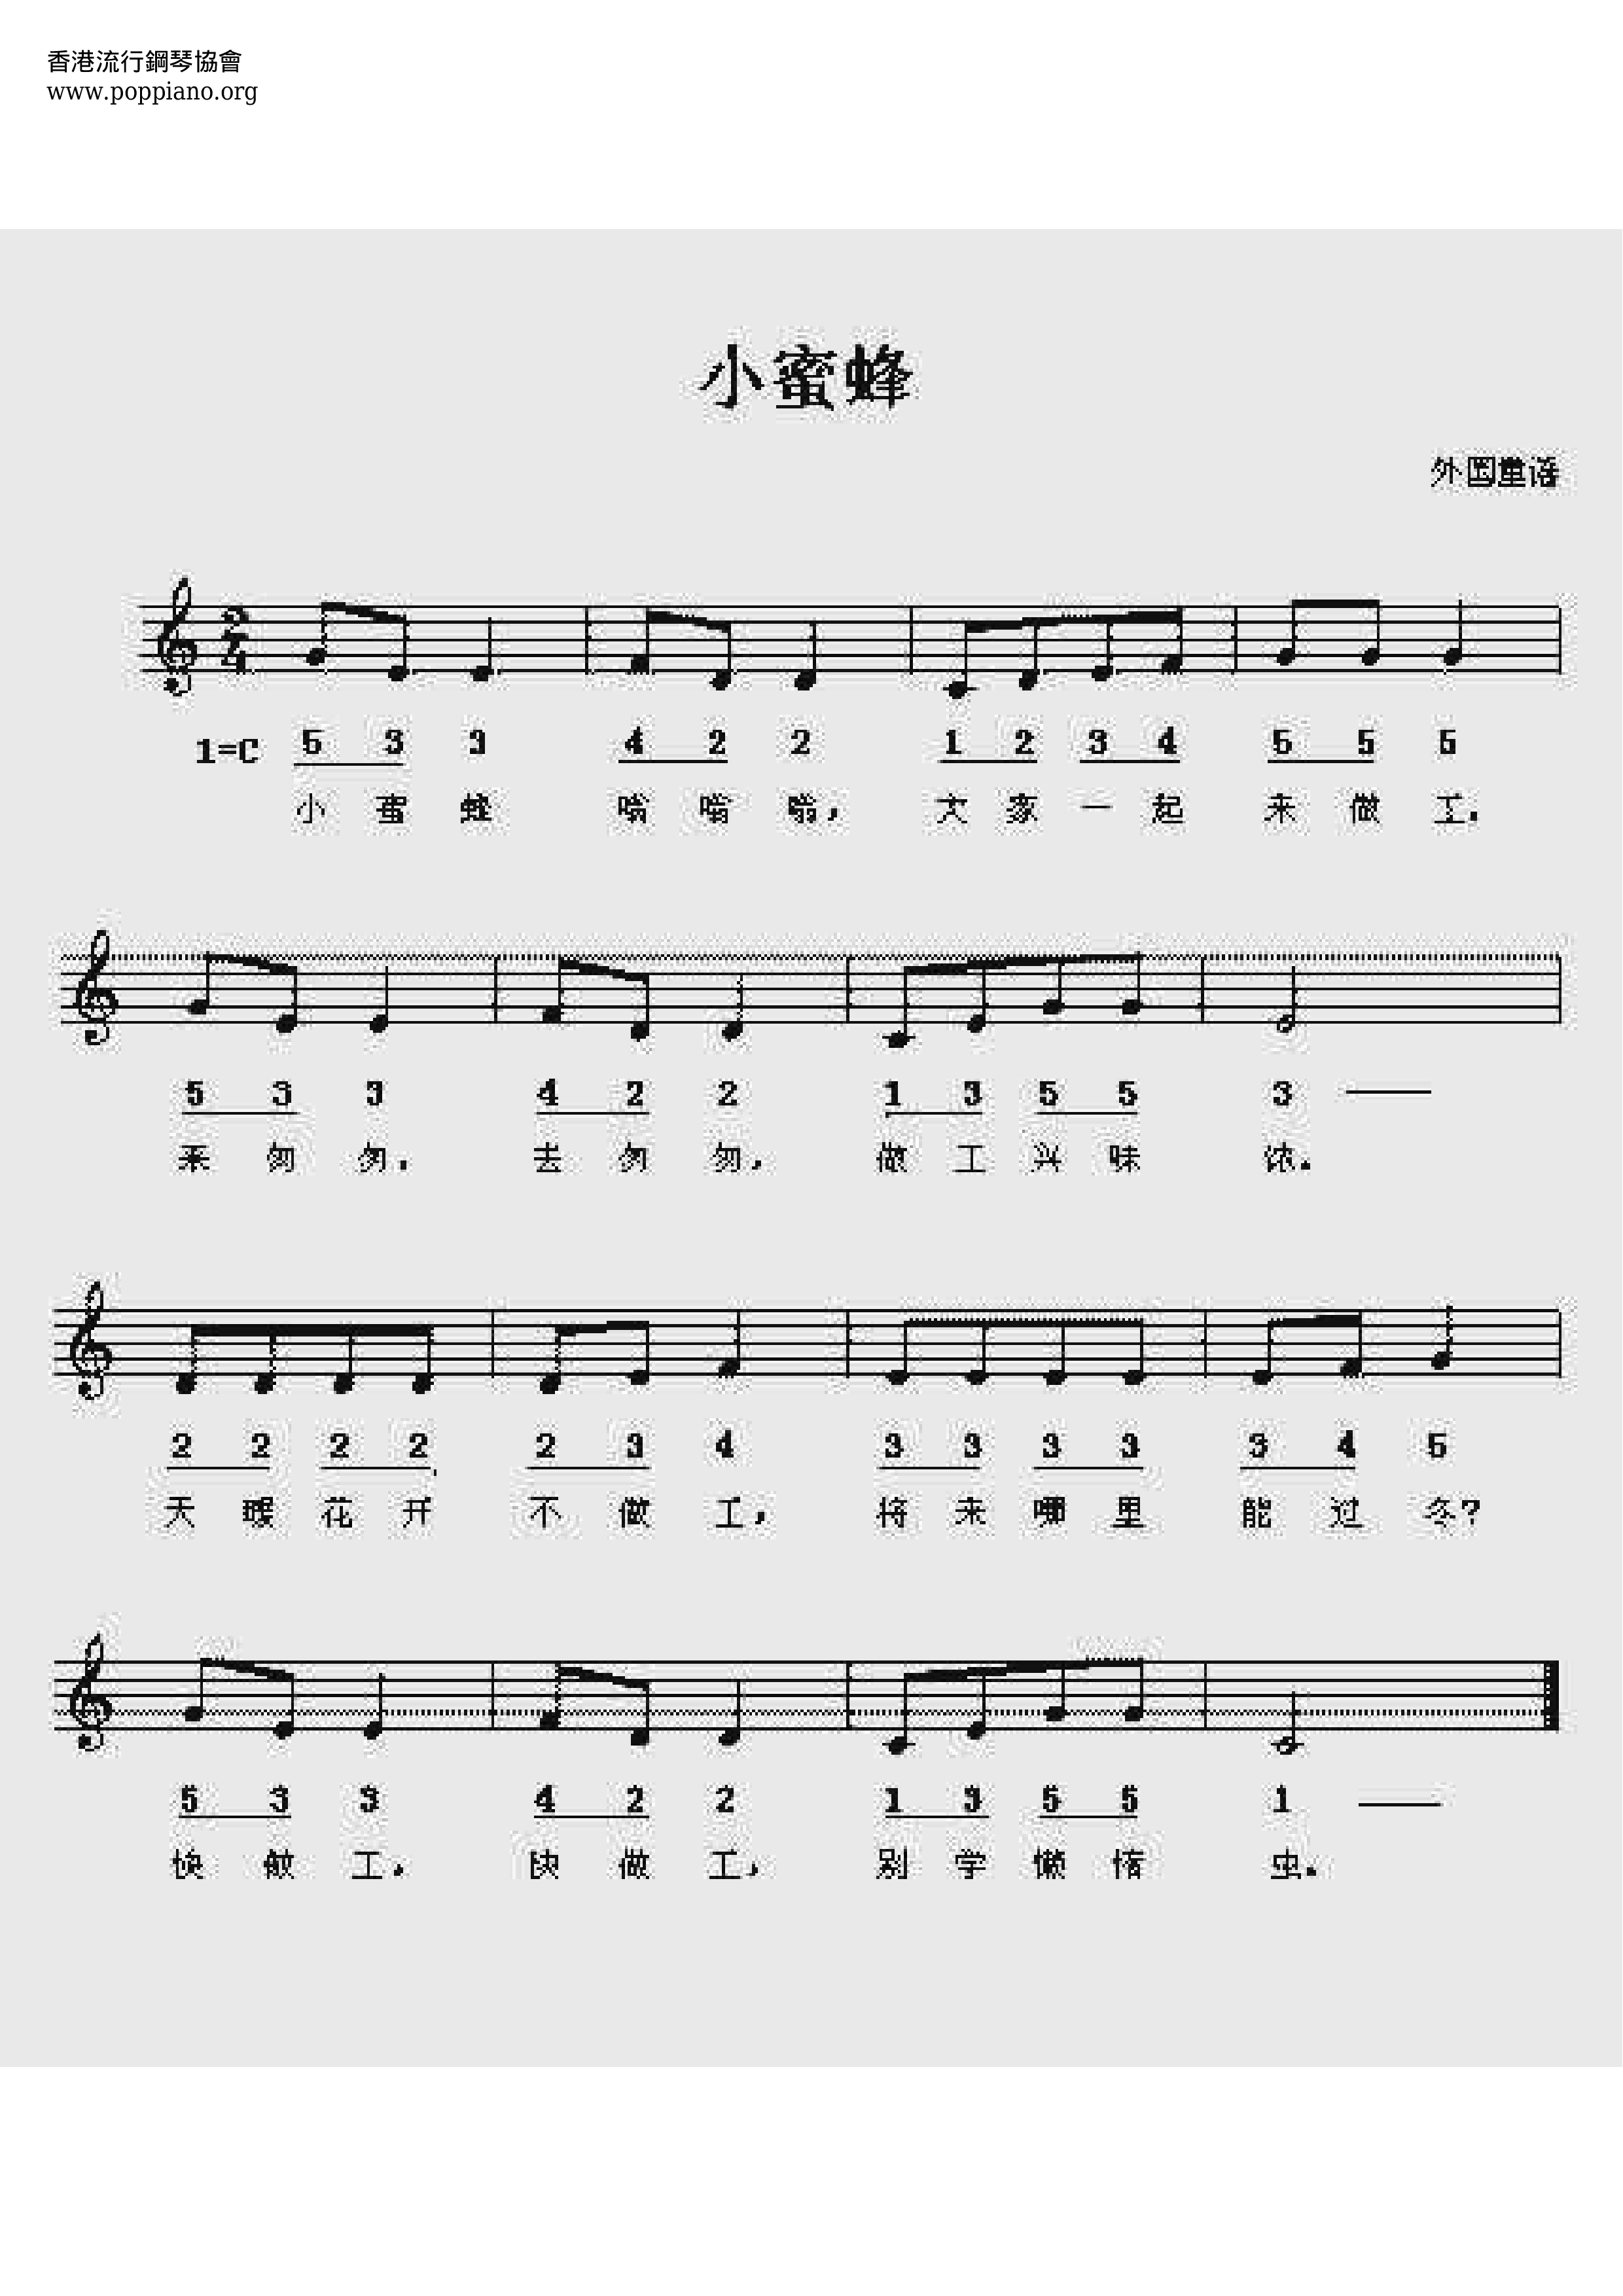 香港流行鋼琴協會
www.poppiano.org
小蜜蜂
外国童谣
1=C 5 3 3 4 2 2 1 2 3 4 5 5 5
小 蜜 蜂 嗡 嗡 嗡， 大 家 一 起 来 做 工。
5 3 3 4 2 2 1 3 5 5 3 —
来 匆 匆， 去 匆 匆， 做 工 兴 味 浓。
2 2 2 2 2 3 4 3 3 3 3 3 4 5
天 暖 花 开 不 做 工， 将 来 哪 里 能 过 冬？
5 3 3 4 2 2 1 3 5 5 1 —
快 做 工， 快 做 工， 别 学 懒 惰 虫。